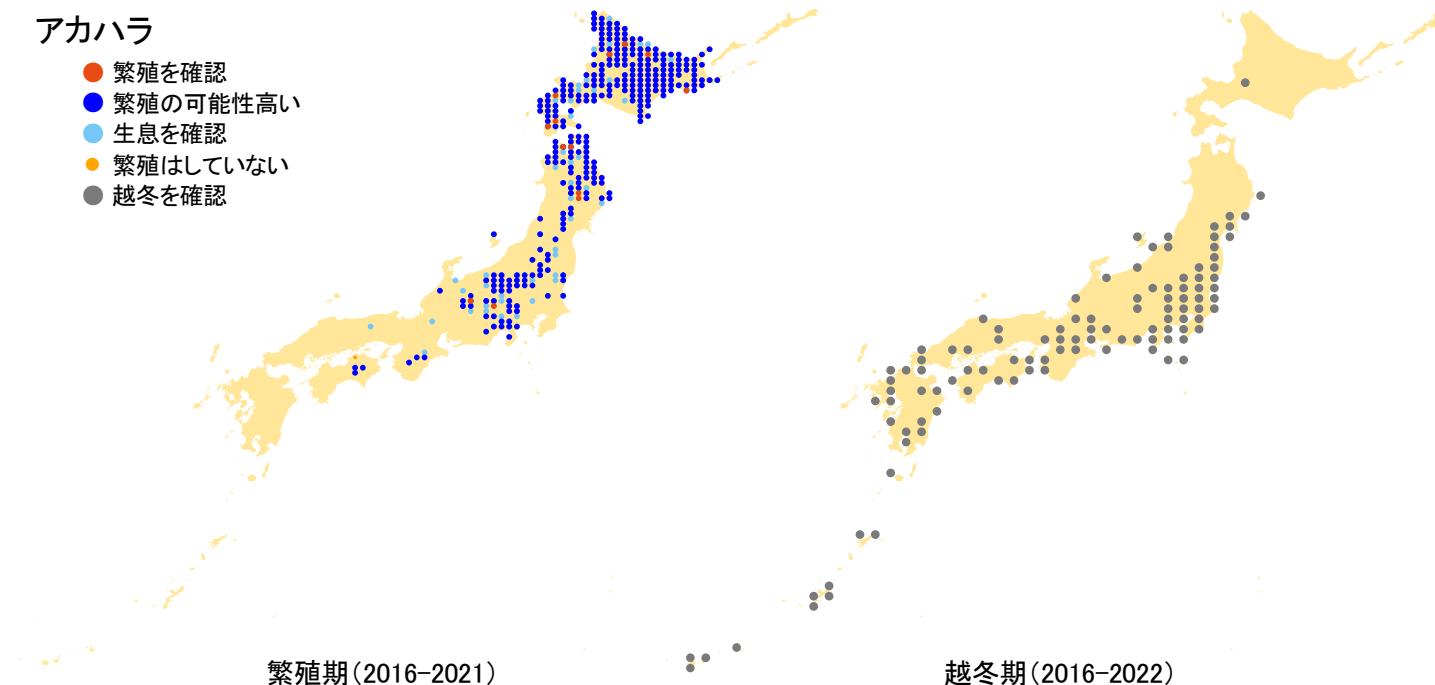 アカハラ
繁殖を確認
繁殖の可能性高い
生息を確認
繁殖はしていない
越冬を確認
繁殖期（2016-2021）
越冬期（2016-2022）